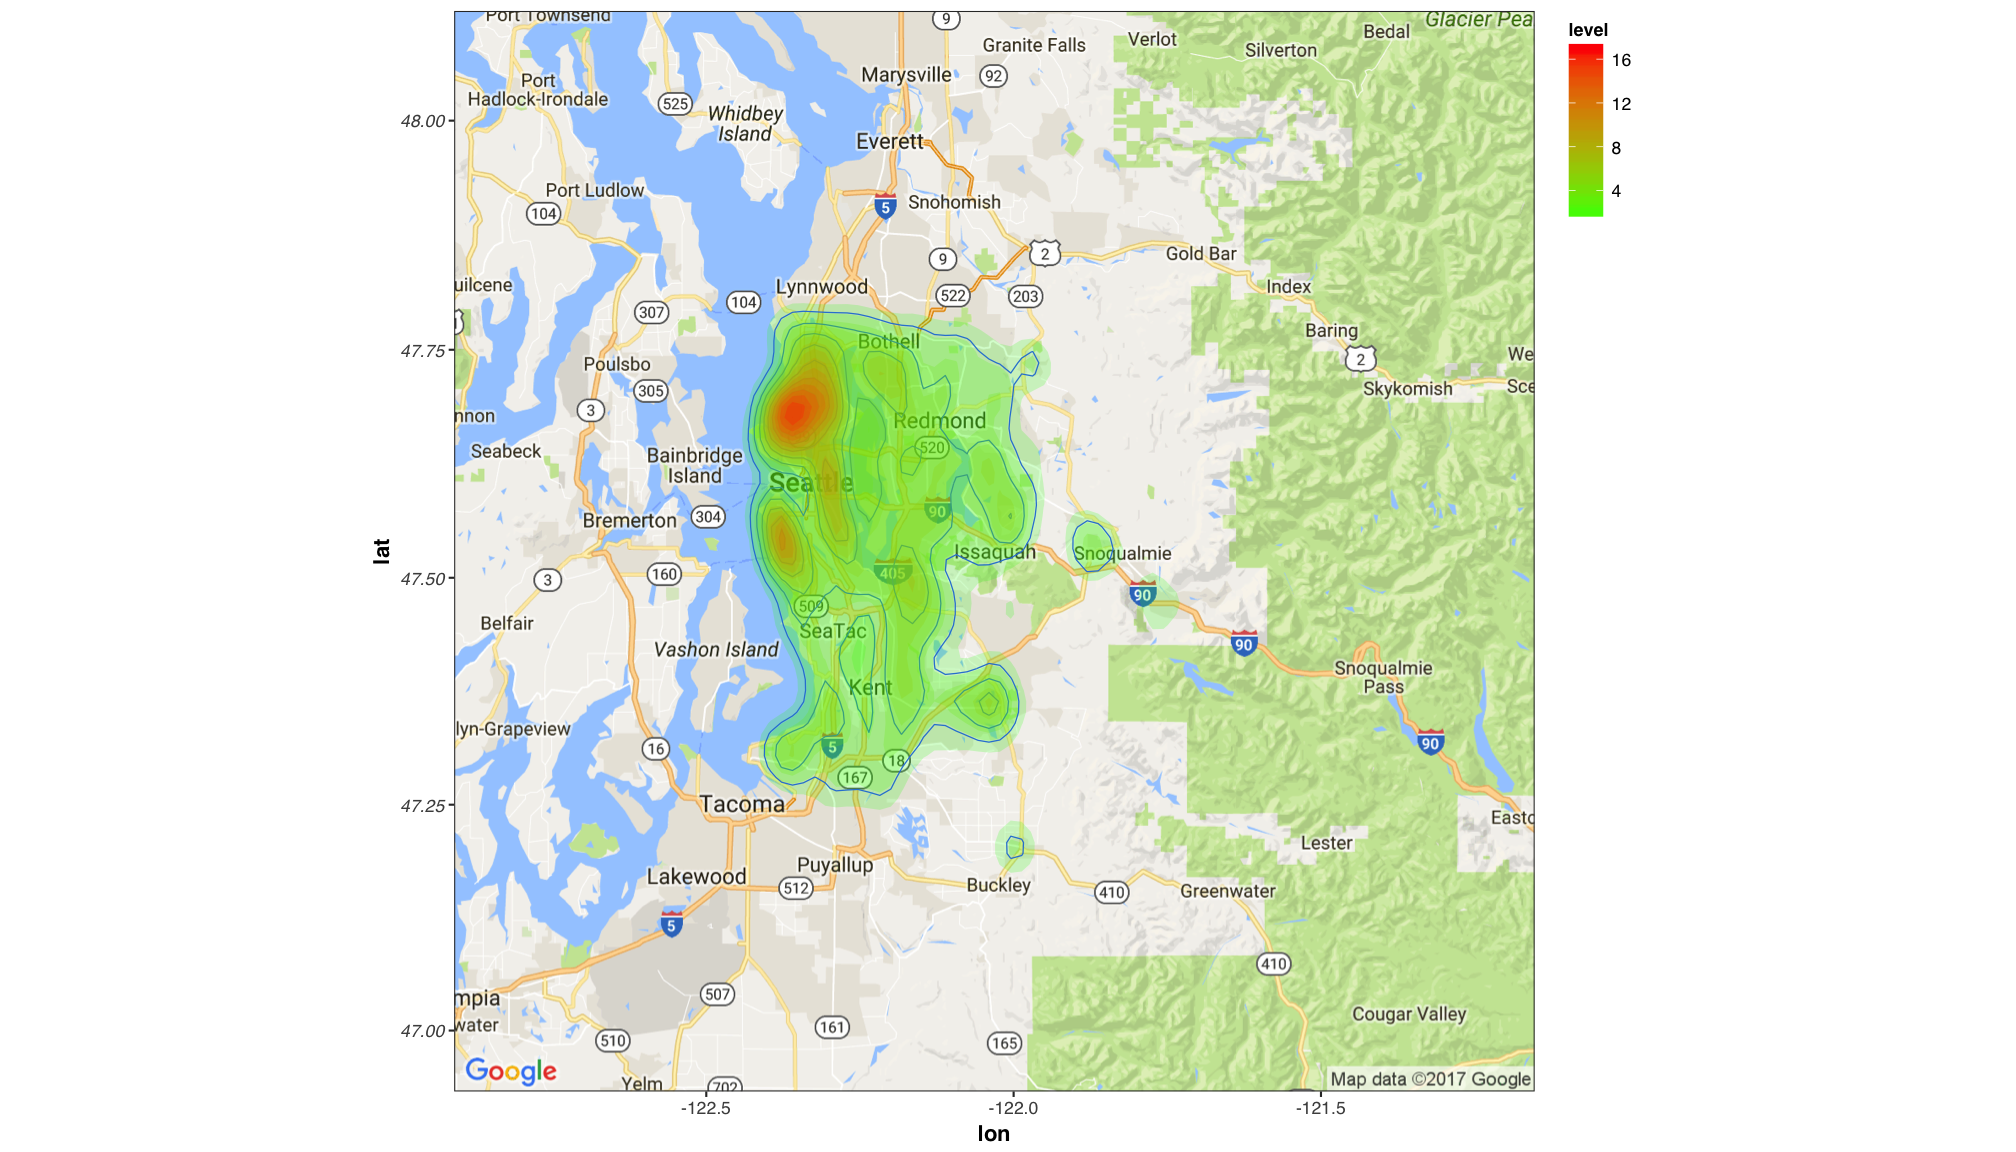 Port Townsend
9
Glacier Pea
Granite Falls
Verlot
Silverton
Bedal
Marysville
92
Port
Hadlock-Irondale
525
Whidbey
Island
48.00
Everett
Port Ludlow
104
5
Snohomish
9
2
Gold Bar
uilcene
Lynnwood
104
522
203
Index
307
Baring
47.75
Bothell
2
We
Poulsbo
305
Skykomish
Sce
3
nnon
Redmond
Seabeck
Bainbridge
Island
520
Seattle
Bremerton
304
90
Issaquah
Snoqualmie
47.50
3
160
405
90
509
Belfair
SeaTac
Vashon Island
90
Snoqualmie
Pass
Kent
lyn-Grapeview
16
5
18
90
167
47.25
Tacoma
Eastc
Lester
Puyallup
Lakewood
512
Buckley
410
Greenwater
5
410
507
mpia
water
161
510
165
Cougar Valley
47.00
Google
Yelm
702
Map data ©2017 Google
-122.5
-122.0
-121.5
lon
lat
level
16
12
8
4